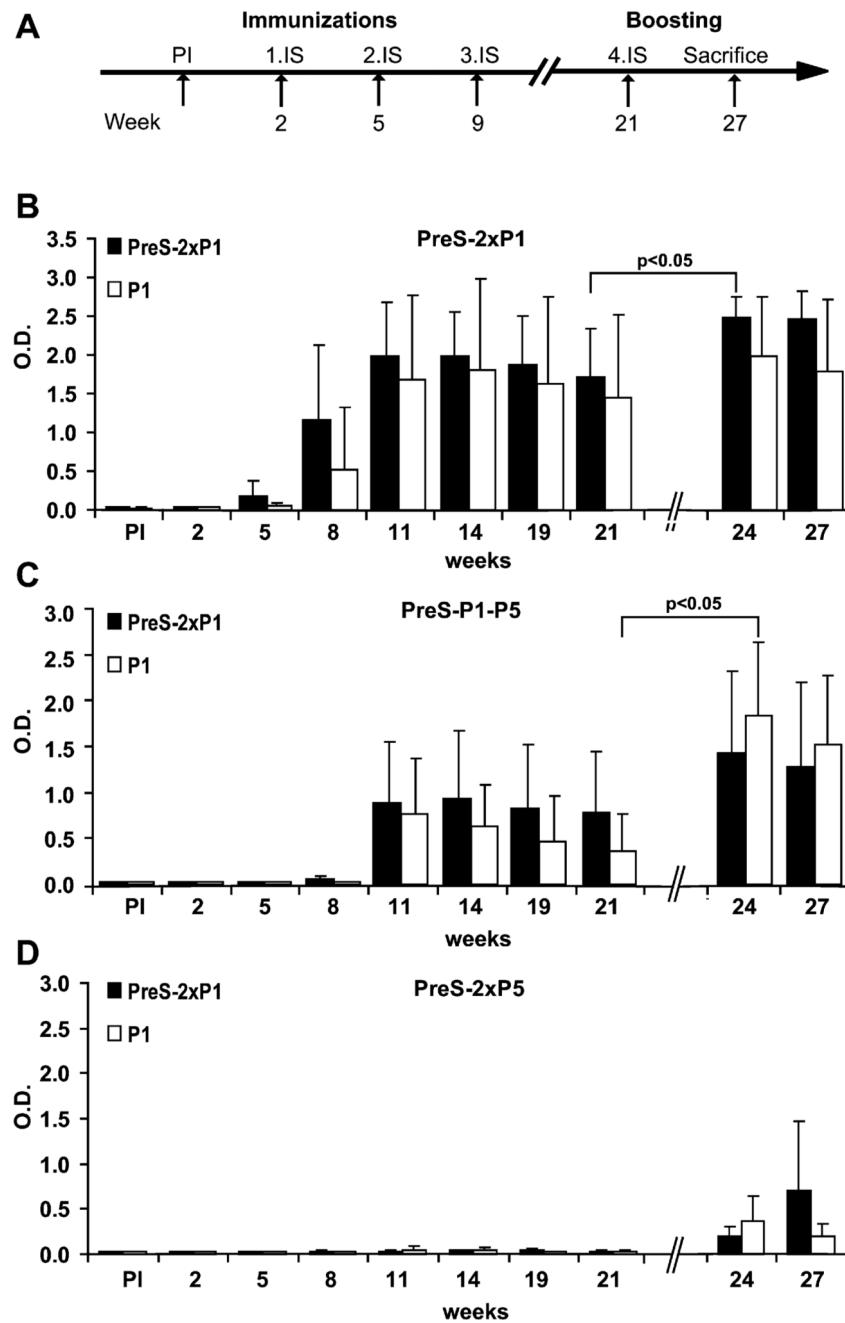 A
Immunizations Boosting
PI 1.IS 2.IS 3.IS 4.IS Sacrifice
Week 2 5 9 21 27
B
PreS-2xP1
PreS-2xP1
P1
p<0.05
O.D.
3.5
3.0
2.5
2.0
1.5
1.0
0.5
0.0
PI 2 5 8 11 14 19 21 // 24 27
weeks
C
PreS-P1-P5
PreS-2xP1
P1
p<0.05
O.D.
3.0
2.5
2.0
1.5
1.0
0.5
0.0
PI 2 5 8 11 14 19 21 // 24 27
weeks
D
PreS-2xP5
PreS-2xP1
P1
O.D.
3.0
2.5
2.0
1.5
1.0
0.5
0.0
PI 2 5 8 11 14 19 21 // 24 27
weeks